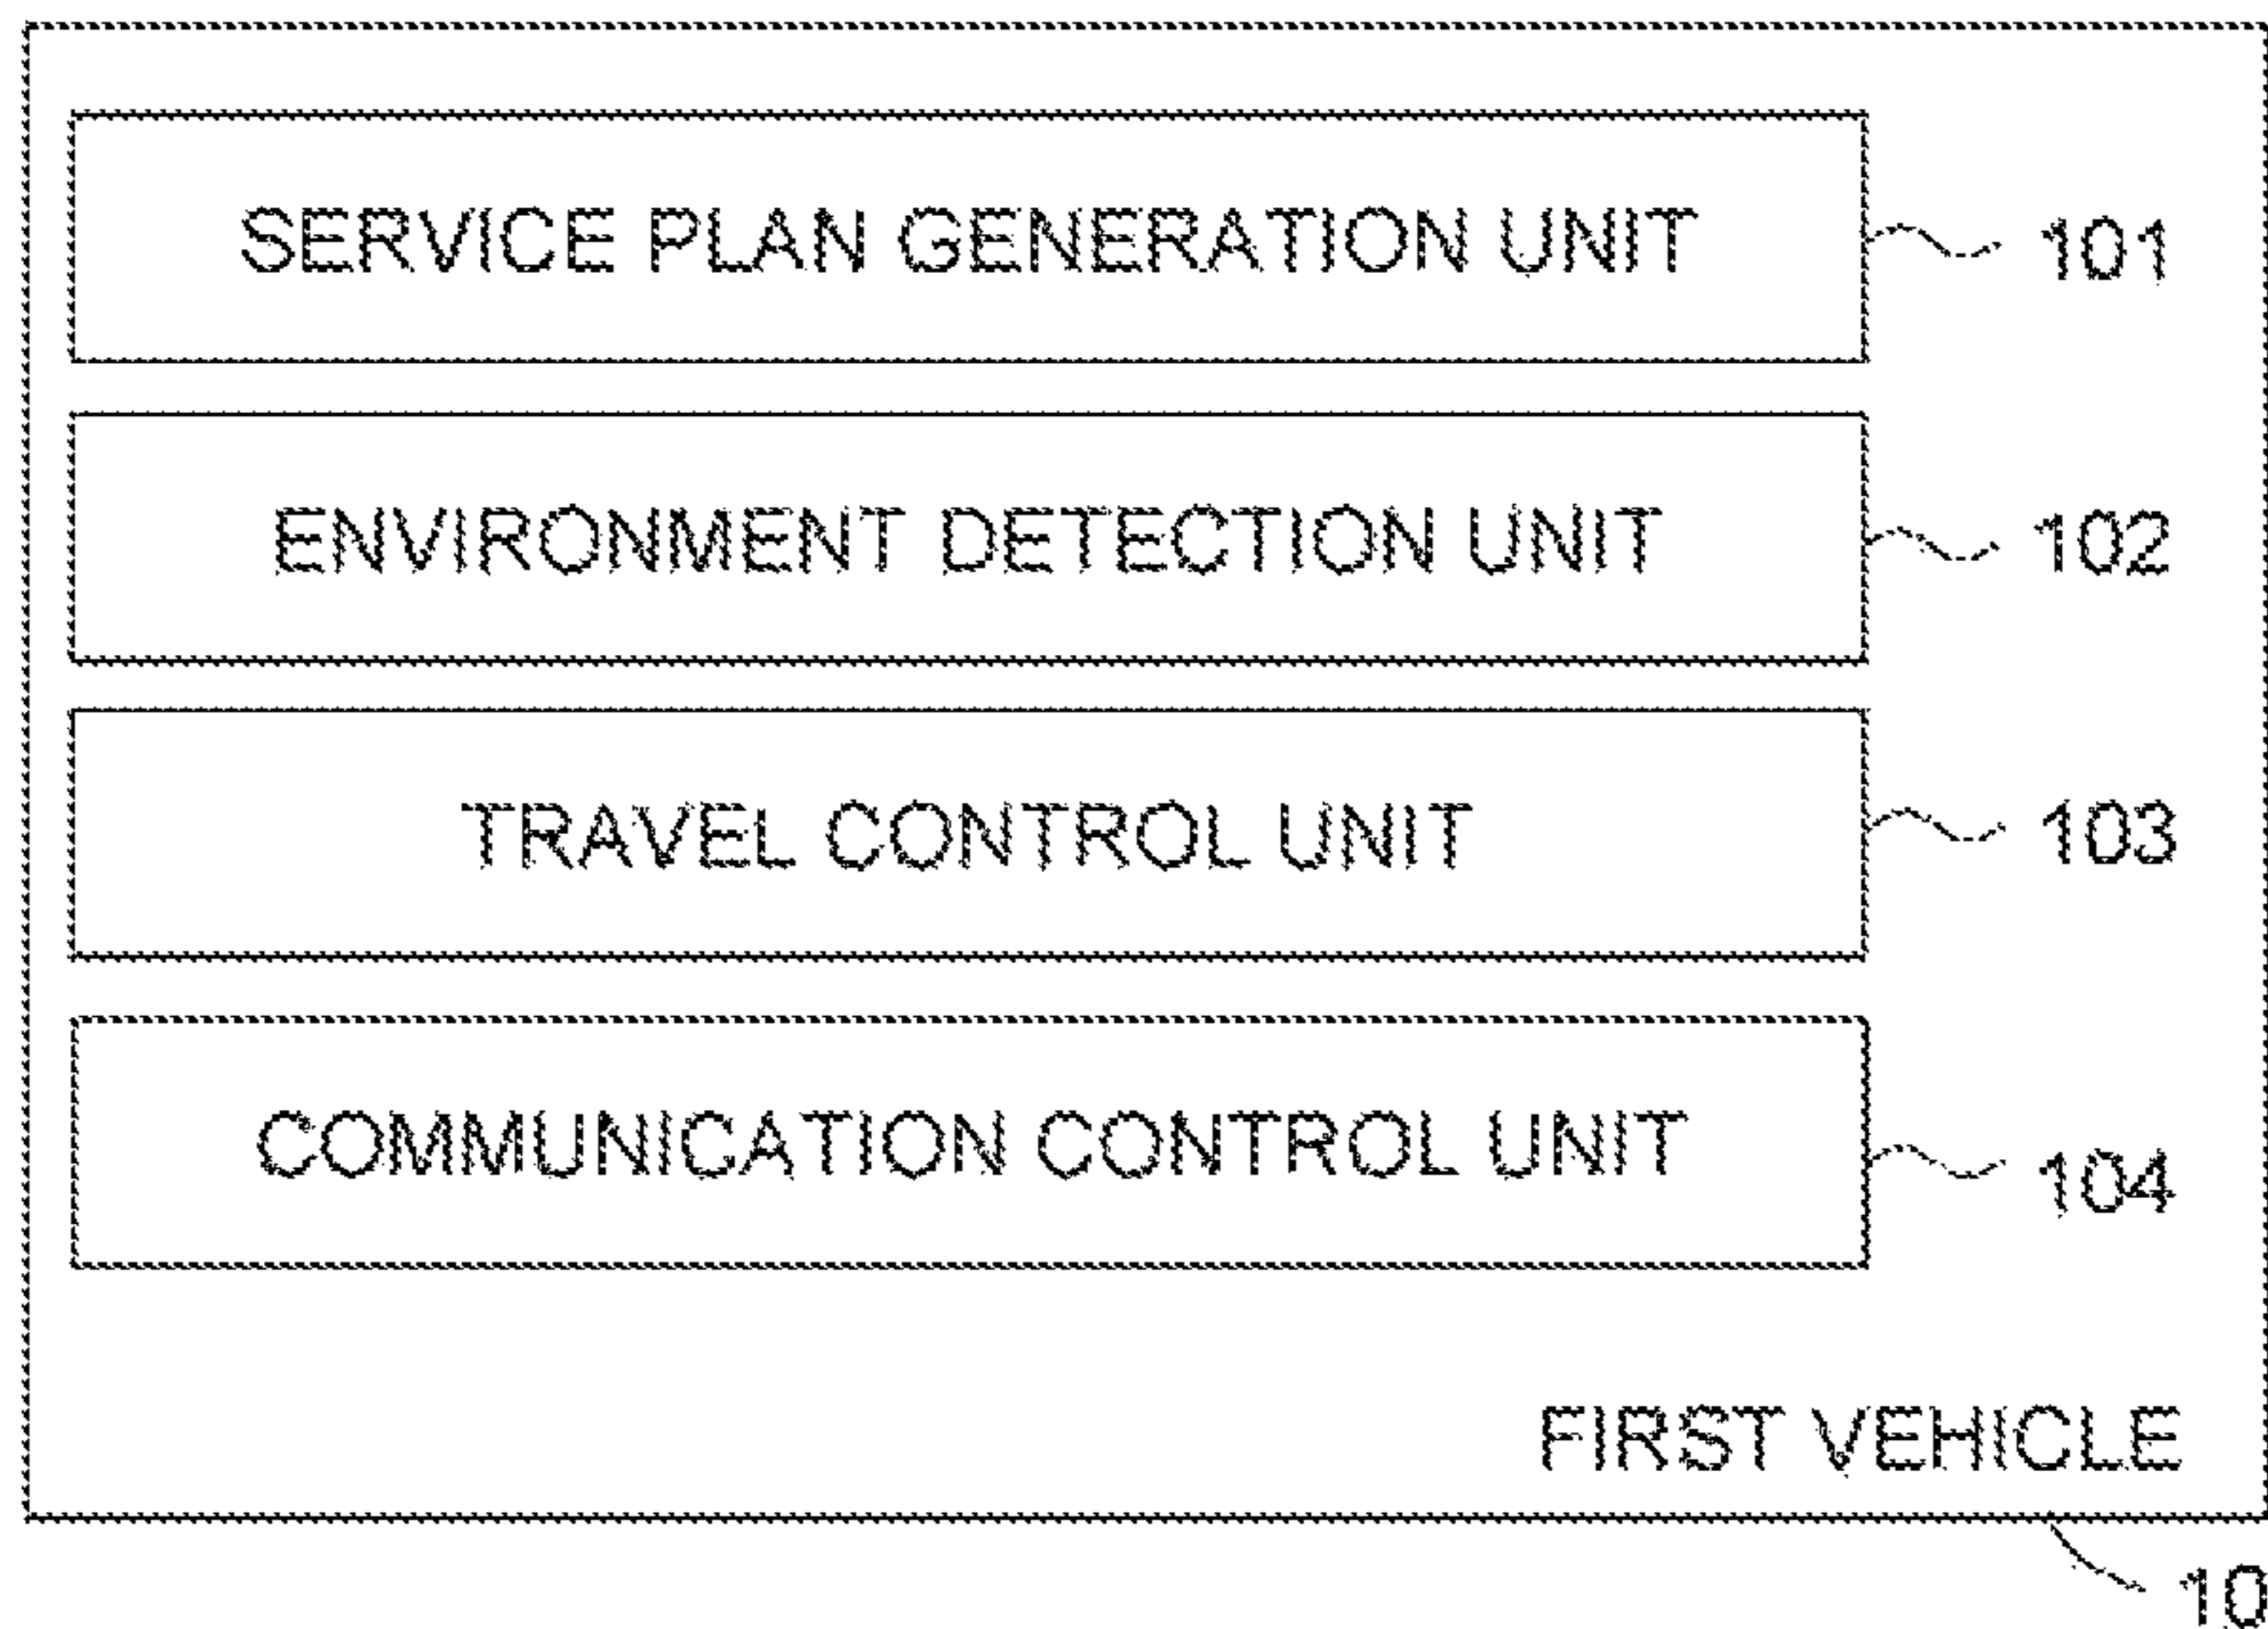 SERVICE PLAN GENERATION UNIT 101
ENVIRONMENT DETECTION UNIT 102
TRAVEL CONTROL UNIT 103
COMMUNICATION CONTROL UNIT 104
FIRST VEHICLE
10